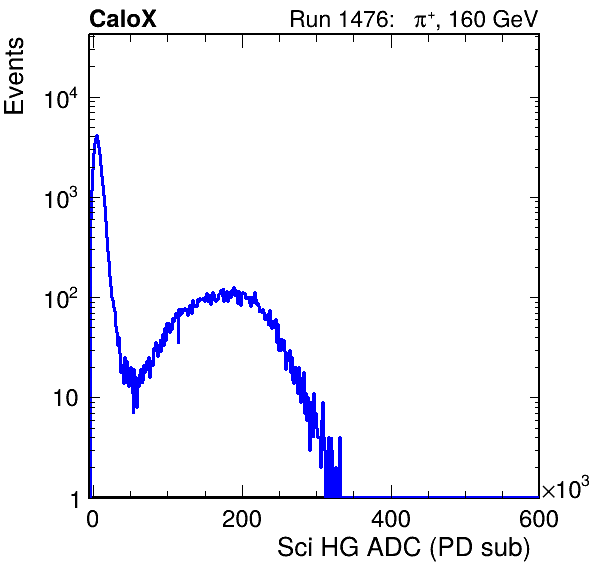 CaloX Run 1476: π⁺, 160 GeV
Events
10⁴
10³
10²
10
1
0 200 400 600
×10³
Sci HG ADC (PD sub)